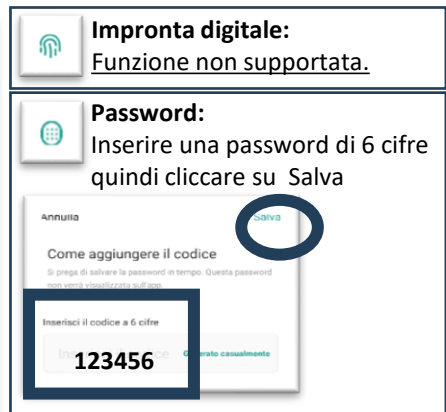 Impronta digitale:
Funzione non supportata.
Password:
Inserire una password di 6 cifre
quindi cliccare su Salva
Annulla
Salva
Come aggiungere il codice
Si prega di salvare la password in tempo. Questa password
non verrà visualizzata sull'app.
Inserisci il codice a 6 cifre
123456
casualmente